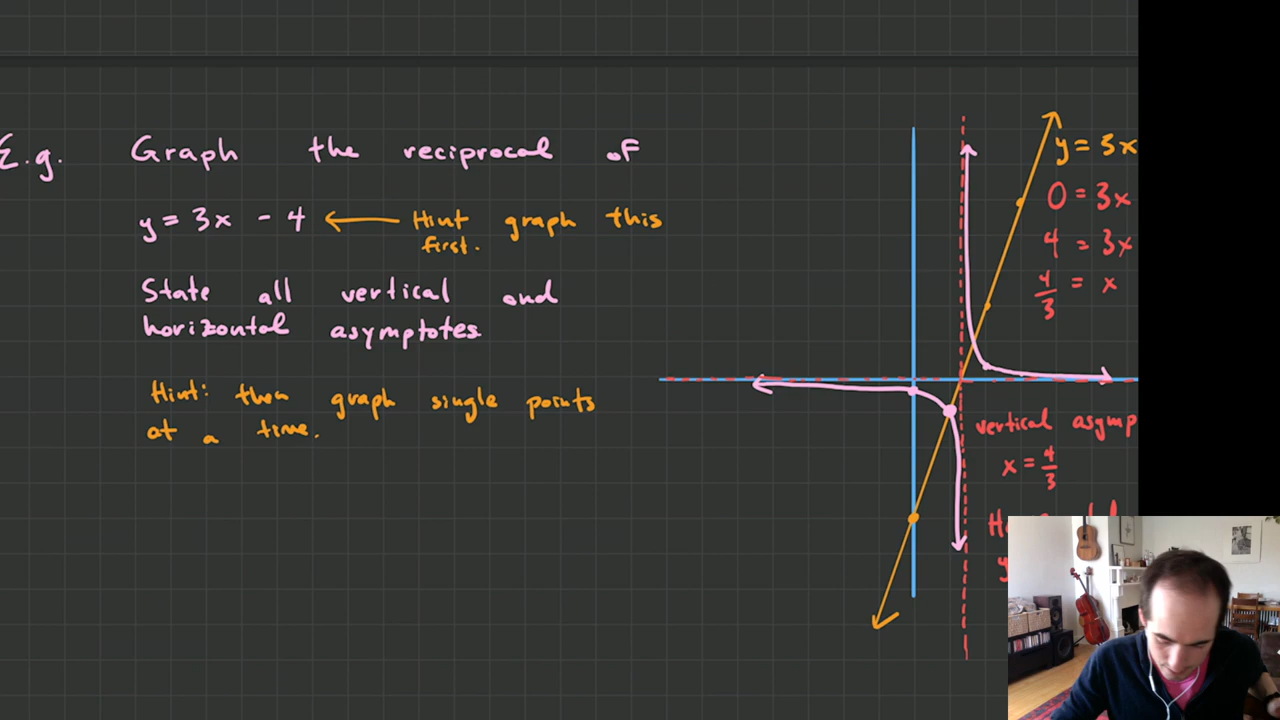 E.g. Graph the reciprocal of
y = 3x - 4 ← Hint graph this
first.
State all vertical and
horizontal asymptotes
Hint: then graph single points
at a time.
y = 3x
0 = 3x
4 = 3x
4/3 = x
vertical asymp
x = 4/3